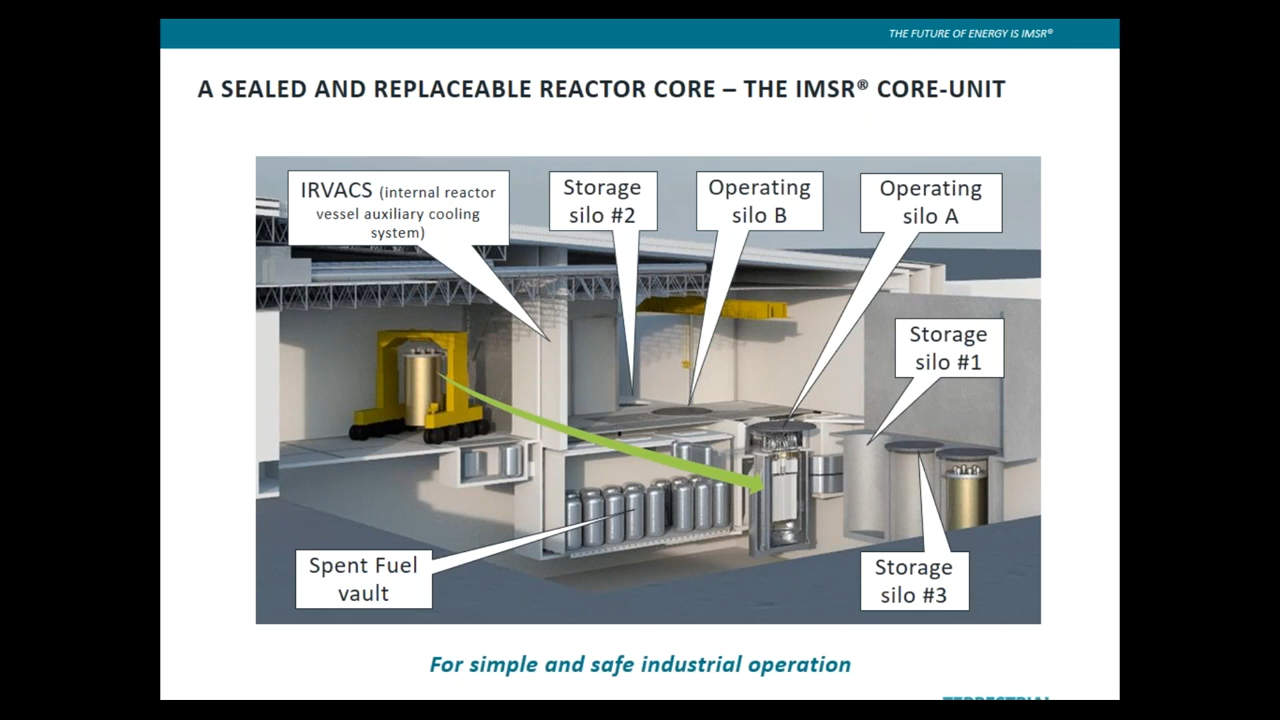 THE FUTURE OF ENERGY IS IMSR®
A SEALED AND REPLACEABLE REACTOR CORE – THE IMSR® CORE-UNIT
IRVACS (internal reactor
vessel auxiliary cooling
system)
Storage
silo #2
Operating
silo B
Operating
silo A
Storage
silo #1
Spent Fuel
vault
Storage
silo #3
For simple and safe industrial operation
TERRESTRIAL